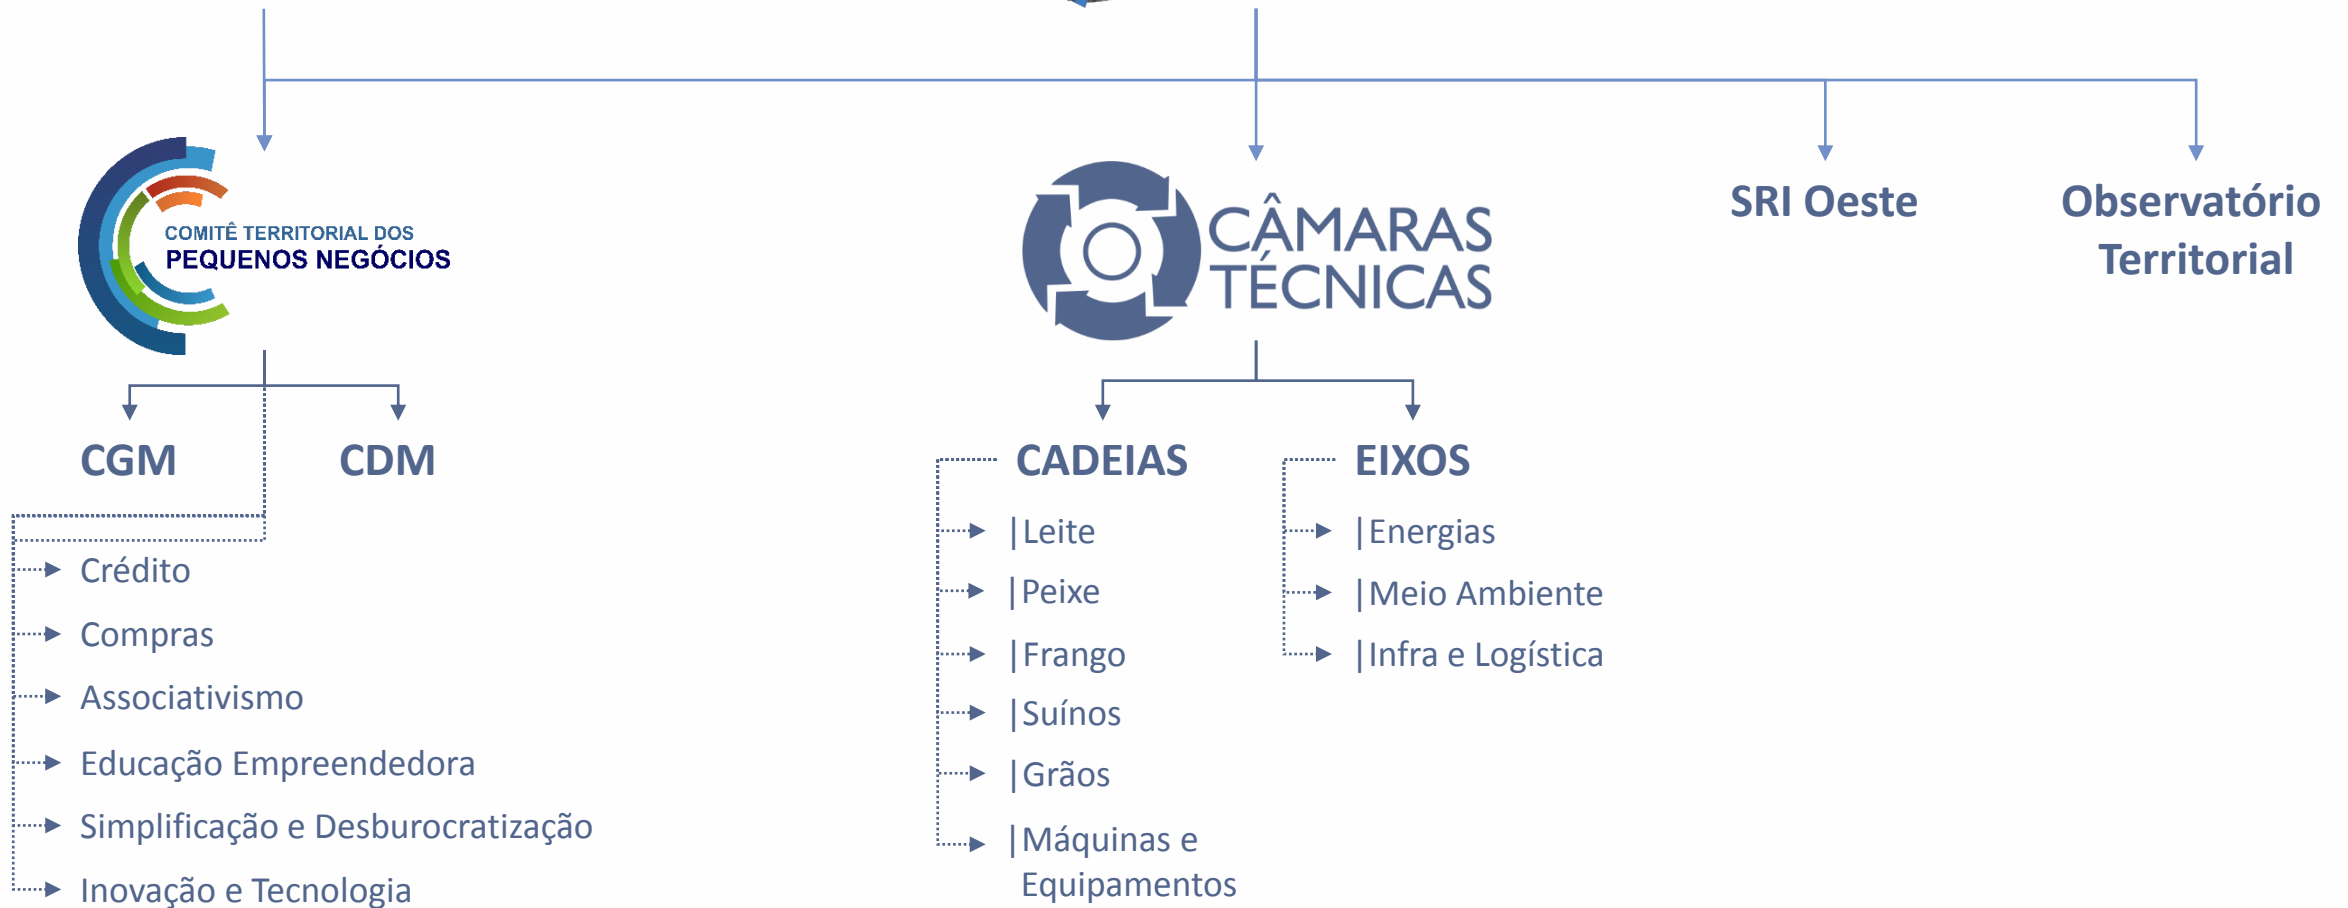 COMITÊ TERRITORIAL DOS
PEQUENOS NEGÓCIOS
CGM
CDM
Crédito
Compras
Associativismo
Educação Empreendedora
Simplificação e Desburocratização
Inovação e Tecnologia
CÂMARAS
TÉCNICAS
CADEIAS
|Leite
|Peixe
|Frango
|Suínos
|Grãos
|Máquinas e
Equipamentos
EIXOS
|Energias
|Meio Ambiente
|Infra e Logística
SRI Oeste
Observatório
Territorial